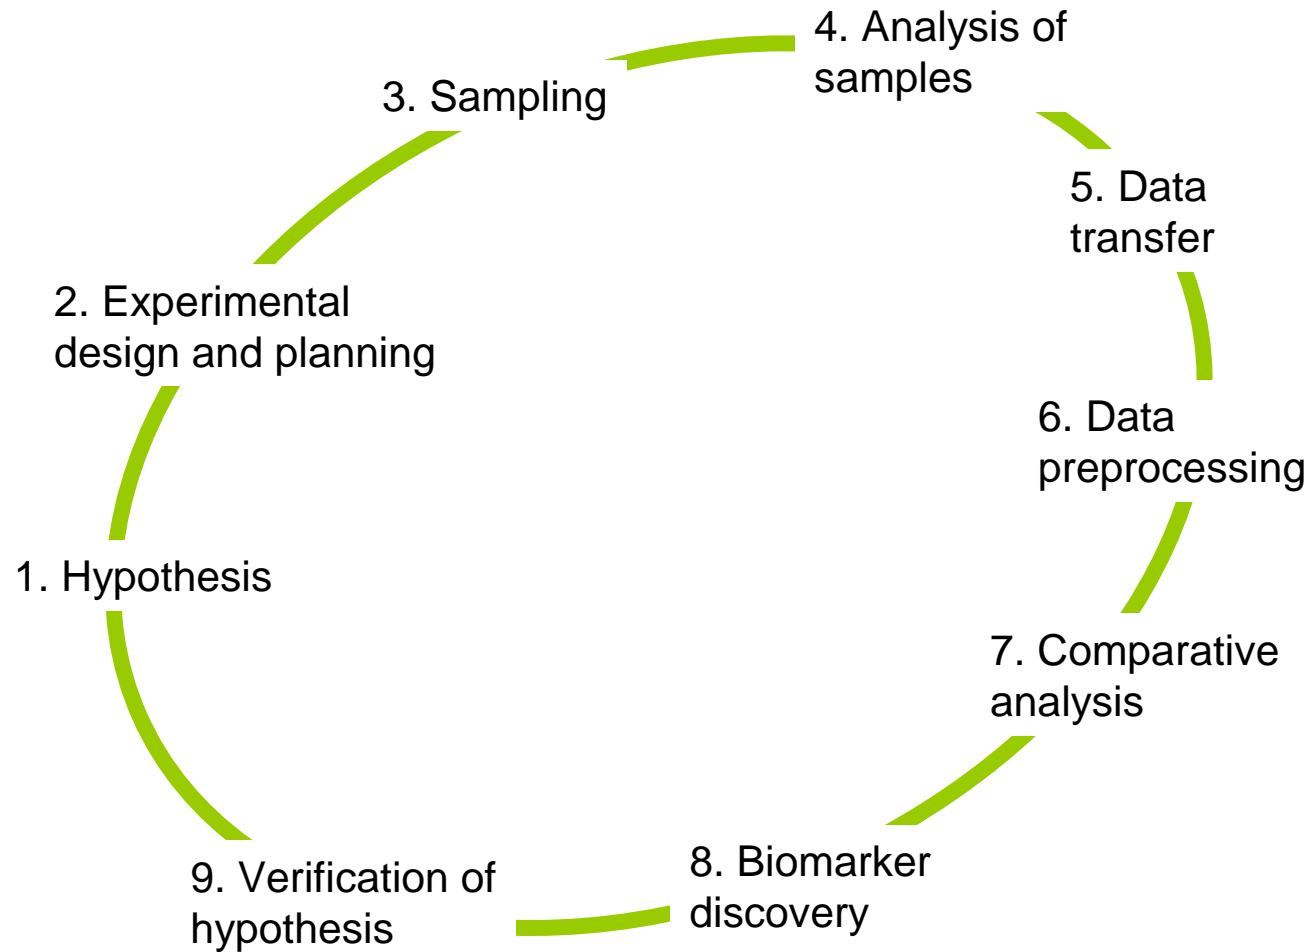 1. Hypothesis
2. Experimental
design and planning
3. Sampling
4. Analysis of
samples
5. Data
transfer
6. Data
preprocessing
7. Comparative
analysis
8. Biomarker
discovery
9. Verification of
hypothesis